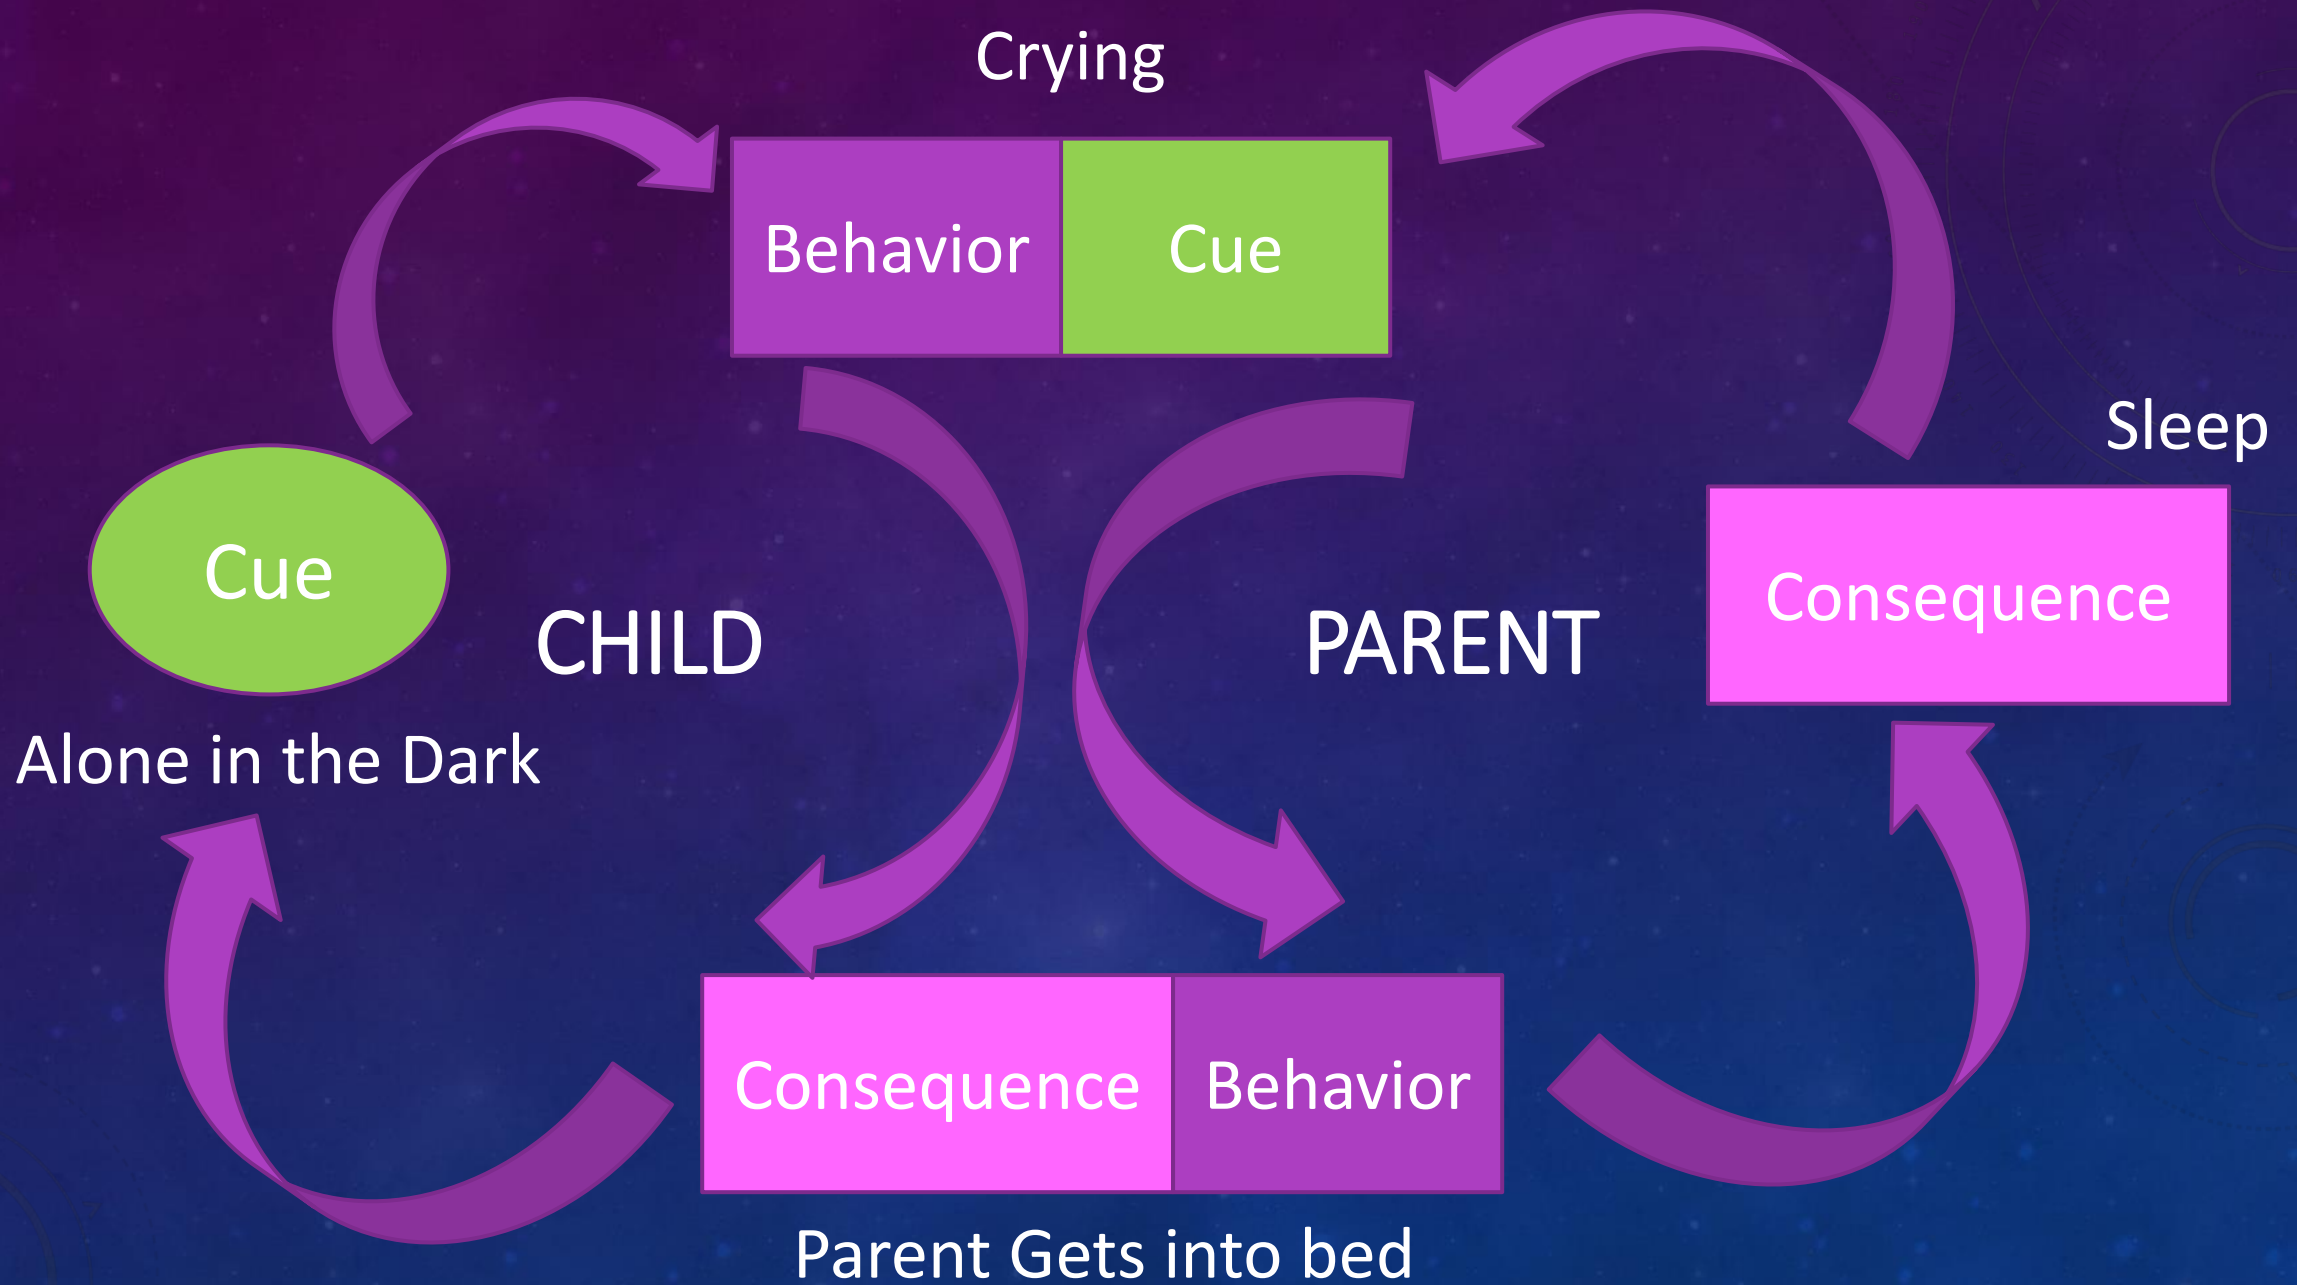 Crying
Behavior Cue
Sleep
Cue
Consequence
CHILD
PARENT
Alone in the Dark
Consequence Behavior
Parent Gets into bed